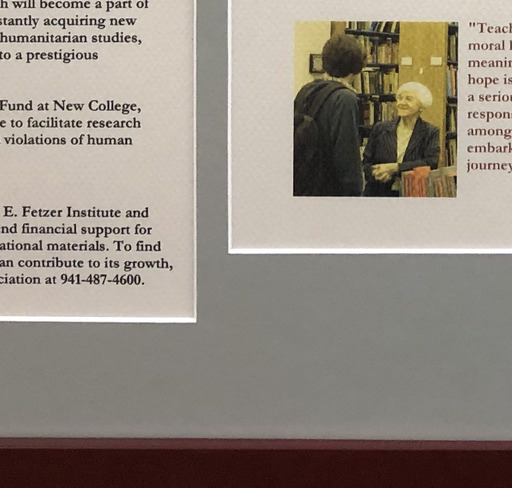 h will become a part of
stantly acquiring new
humanitarian studies,
to a prestigious
Fund at New College,
e to facilitate research
violations of human
E. Fetzer Institute and
nd financial support for
ational materials. To find
an contribute to its growth,
ciation at 941-487-4600.
"Teach
moral
meanin
hope is
a serio
respon
among
embark
journey